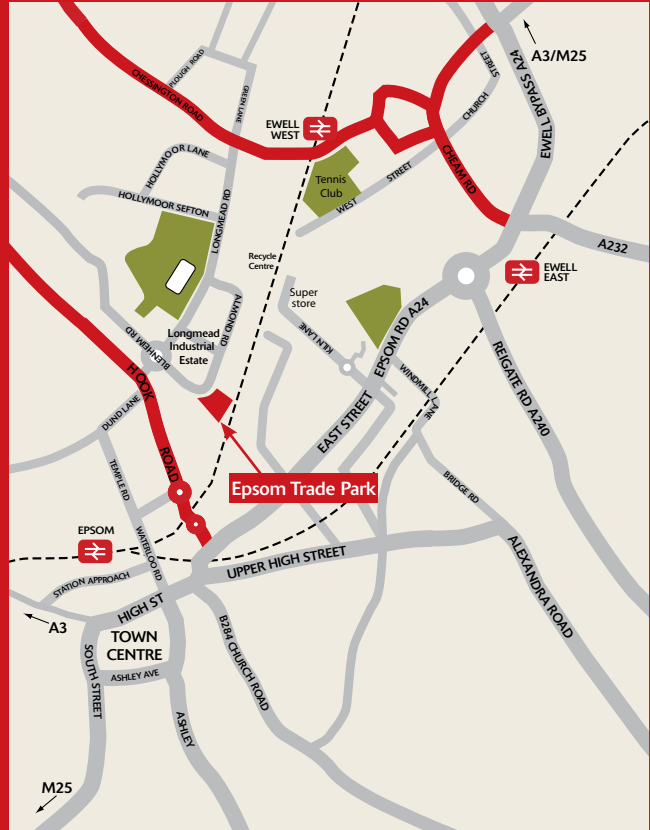 A3/M25
PLOUGH ROAD
STREET
EWELL BYPASS A24
CHESSINGTON ROAD
GREEN LANE
CHURCH
EWELL
WEST
HOLLYMOOR LANE
CHEAM RD
Tennis
Club
WEST
STREET
HOLLYMOOR SEFTON
LONGMEAD RD
A232
Recycle
Centre
EWELL
EAST
Super
store
ALMOND RD
EPSOM RD A24
KILN LANE
BLENHEIM RD
Longmead
Industrial
Estate
REIGATE RD A240
WINDMILL LANE
HOOK
DUND LANE
EAST STREET
ROAD
TEMPLE RD
Epsom Trade Park
BRIDGE RD
EPSOM
WATERLOO RD
UPPER HIGH STREET
ALEXANDRA ROAD
STATION APPROACH
HIGH ST
A3
B284 CHURCH ROAD
TOWN
CENTRE
SOUTH STREET
ASHLEY AVE
ASHLEY
M25